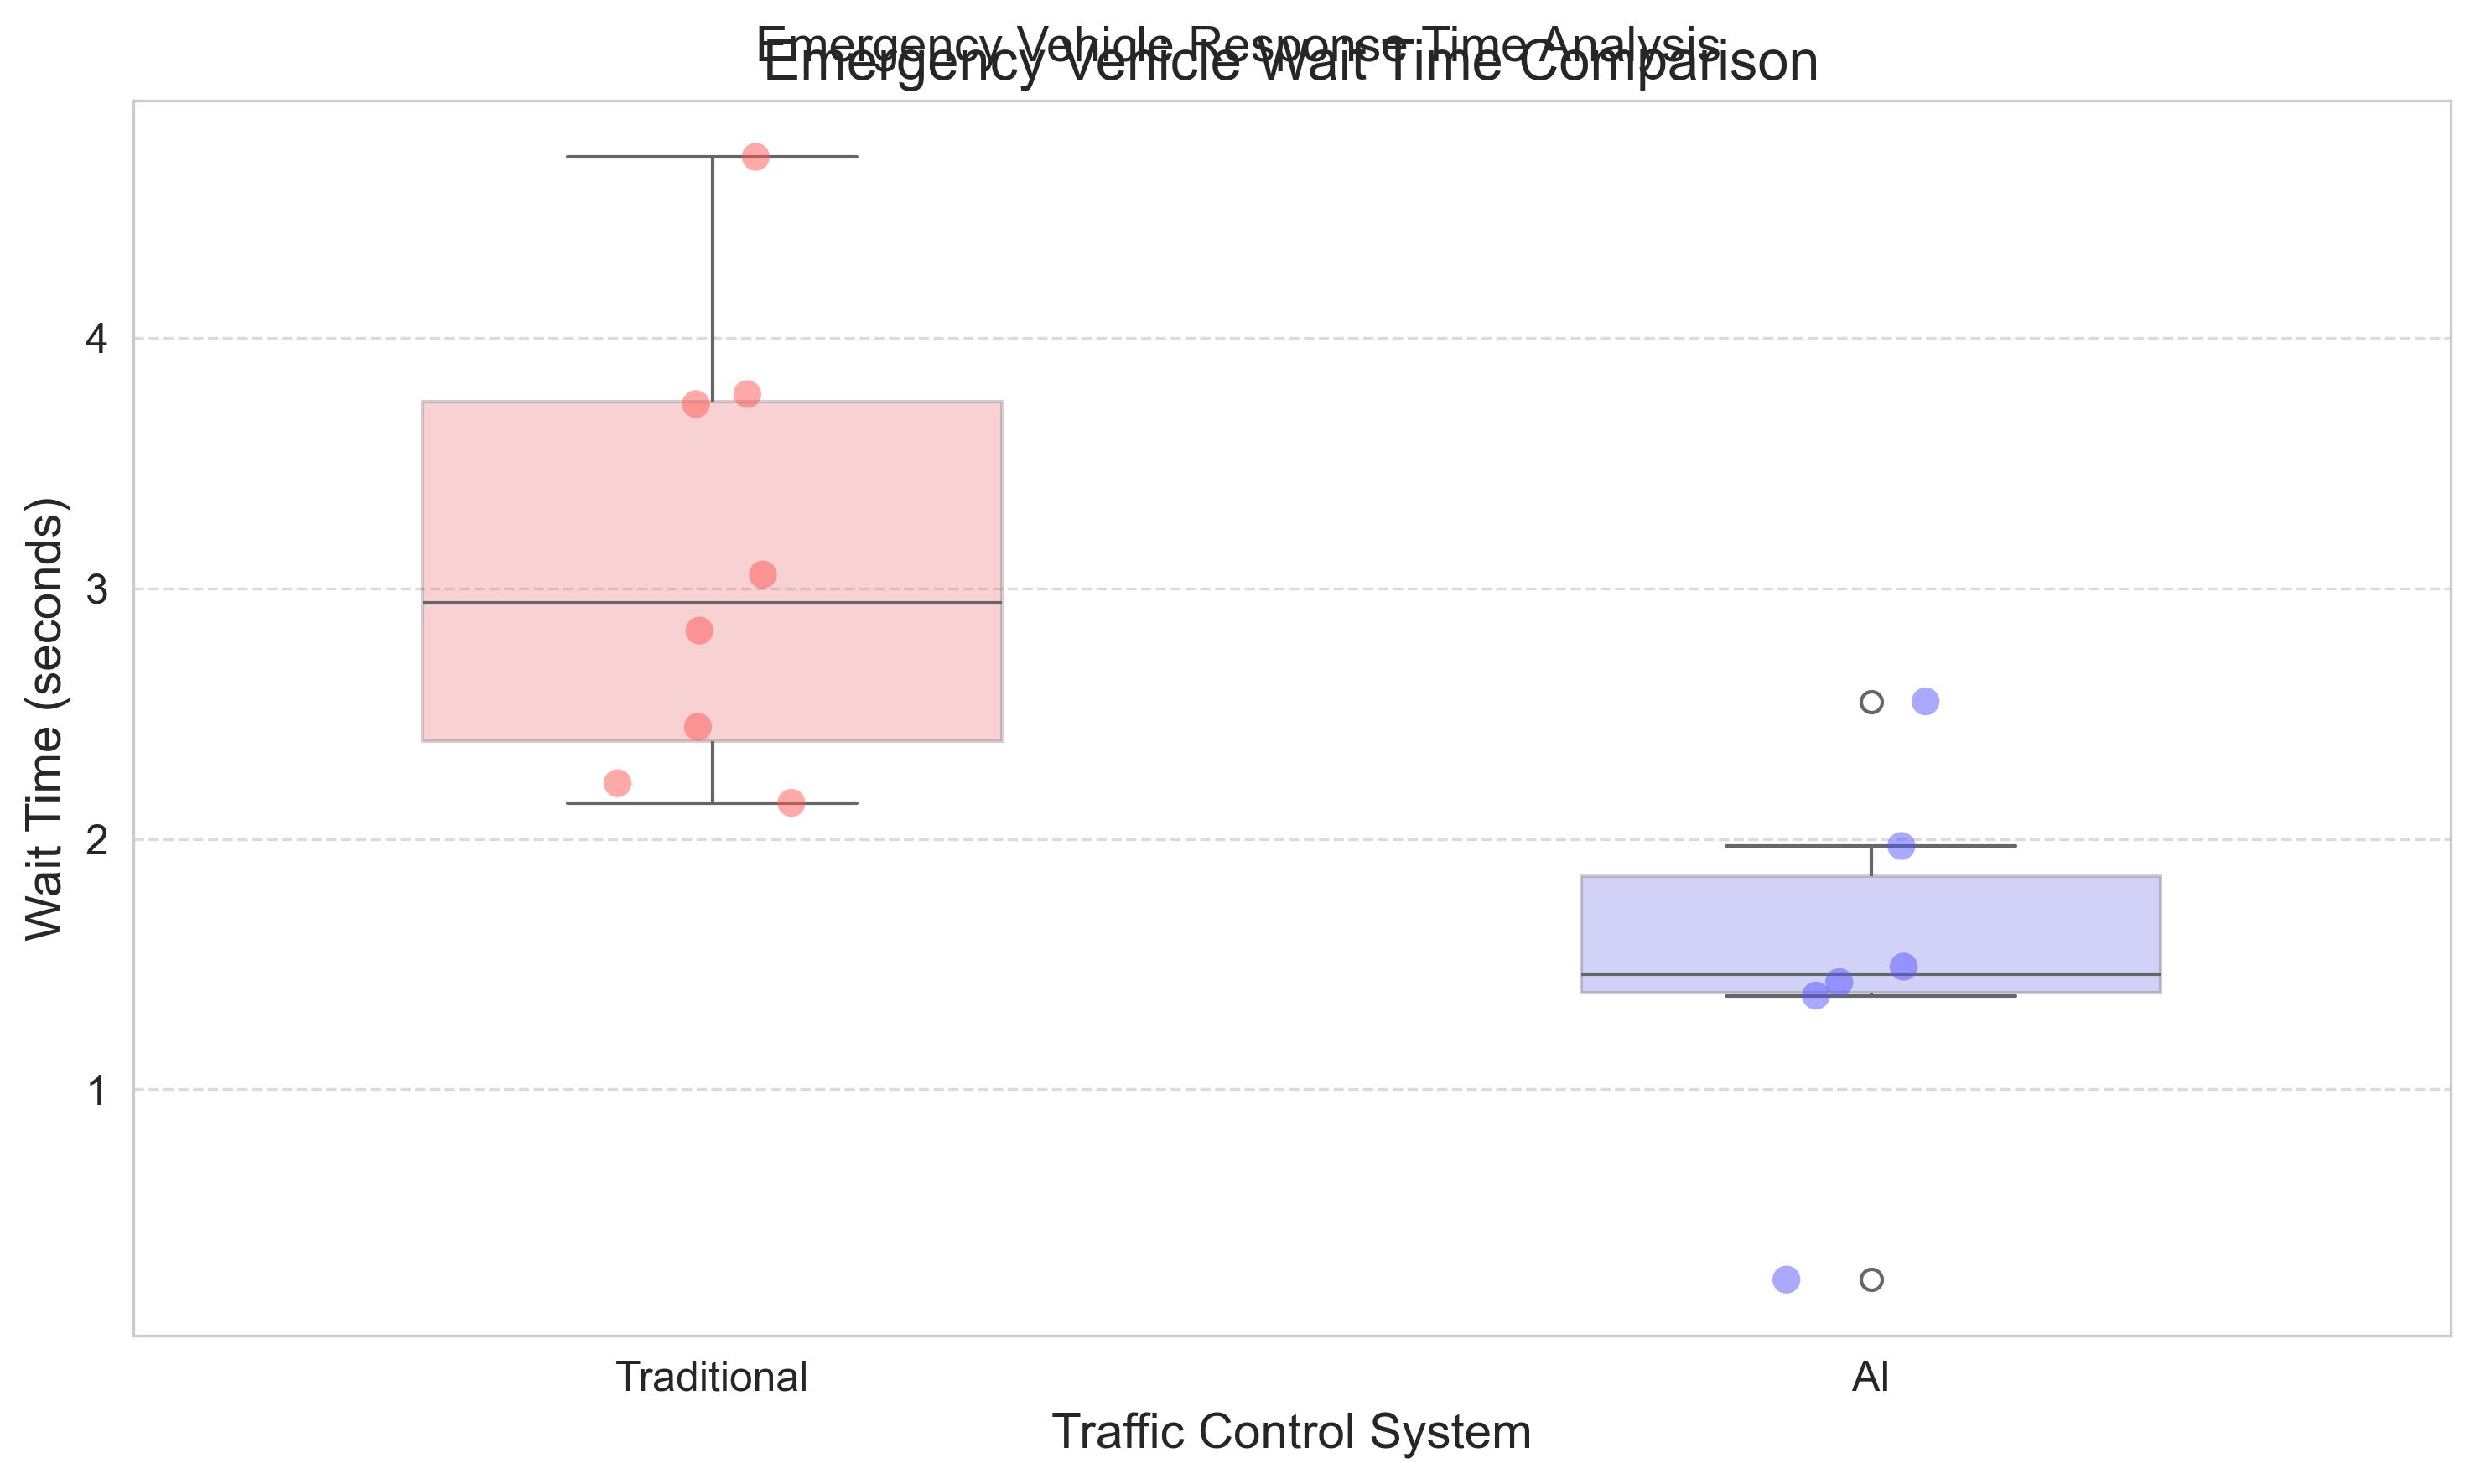 Emergency Vehicle Response Time Analysis
Emergency Vehicle Wait Time Comparison
Wait Time (seconds)
4
3
2
1
Traditional
AI
Traffic Control System